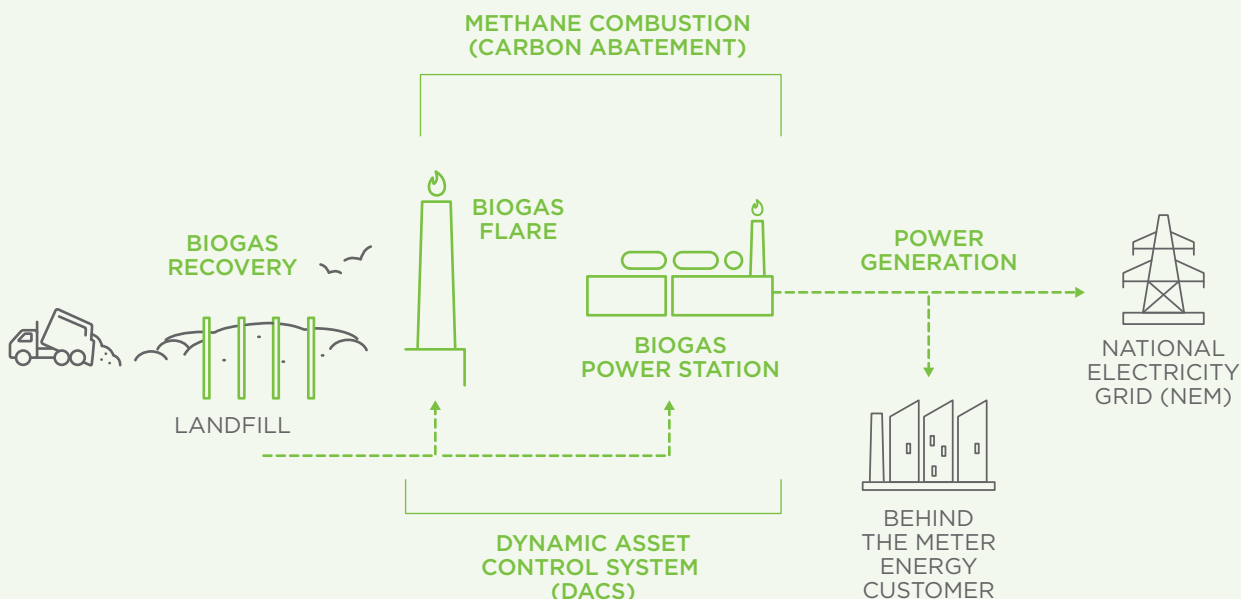 METHANE COMBUSTION
(CARBON ABATEMENT)
BIOGAS
FLARE
BIOGAS
RECOVERY
POWER
GENERATION
BIOGAS
POWER STATION
NATIONAL
ELECTRICITY
GRID (NEM)
LANDFILL
BEHIND
THE METER
ENERGY
CUSTOMER
DYNAMIC ASSET
CONTROL SYSTEM
(DACS)